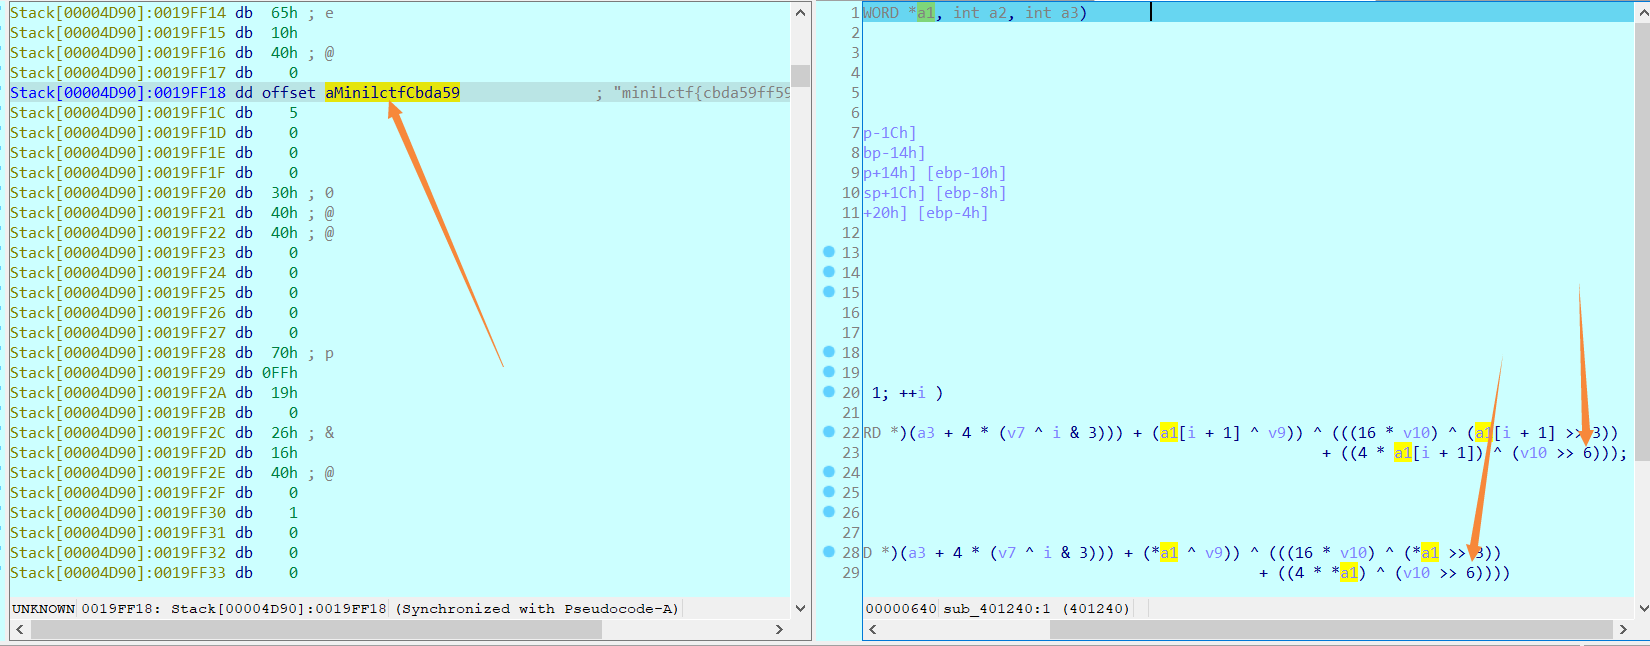 Stack[00004D90]:0019FF14 db 65h ; e
Stack[00004D90]:0019FF15 db 10h
Stack[00004D90]:0019FF16 db 40h ; @
Stack[00004D90]:0019FF17 db 0
Stack[00004D90]:0019FF18 dd offset aMinilctfCbda59 ; "miniLctf{cbda59ff59
Stack[00004D90]:0019FF1C db 5
Stack[00004D90]:0019FF1D db 0
Stack[00004D90]:0019FF1E db 0
Stack[00004D90]:0019FF1F db 0
Stack[00004D90]:0019FF20 db 30h ; 0
Stack[00004D90]:0019FF21 db 40h ; @
Stack[00004D90]:0019FF22 db 40h ; @
Stack[00004D90]:0019FF23 db 0
Stack[00004D90]:0019FF24 db 0
Stack[00004D90]:0019FF25 db 0
Stack[00004D90]:0019FF26 db 0
Stack[00004D90]:0019FF27 db 0
Stack[00004D90]:0019FF28 db 70h ; p
Stack[00004D90]:0019FF29 db 0FFh
Stack[00004D90]:0019FF2A db 19h
Stack[00004D90]:0019FF2B db 0
Stack[00004D90]:0019FF2C db 26h ; &
Stack[00004D90]:0019FF2D db 16h
Stack[00004D90]:0019FF2E db 40h ; @
Stack[00004D90]:0019FF2F db 0
Stack[00004D90]:0019FF30 db 1
Stack[00004D90]:0019FF31 db 0
Stack[00004D90]:0019FF32 db 0
Stack[00004D90]:0019FF33 db 0
UNKNOWN 0019FF18: Stack[00004D90]:0019FF18 (Synchronized with Pseudocode-A)
1 WORD *a1, int a2, int a3)
2
3
4
5
6
7 p-1Ch]
8 bp-14h]
9 p+14h] [ebp-10h]
10 sp+1Ch] [ebp-8h]
11 +20h] [ebp-4h]
12
13
14
15
16
17
18
19
20 1; ++i )
21
22 RD *)(a3 + 4 * (v7 ^ i & 3))) + (a1[i + 1] ^ v9)) ^ (((16 * v10) ^ (a1[i + 1] >> 3))
23 + ((4 * a1[i + 1]) ^ (v10 >> 6)));
24
25
26
27
28 D *)(a3 + 4 * (v7 ^ i & 3))) + (*a1 ^ v9)) ^ (((16 * v10) ^ (*a1 >> 3))
29 + ((4 * *a1) ^ (v10 >> 6))))
00000640 sub_401240:1 (401240)